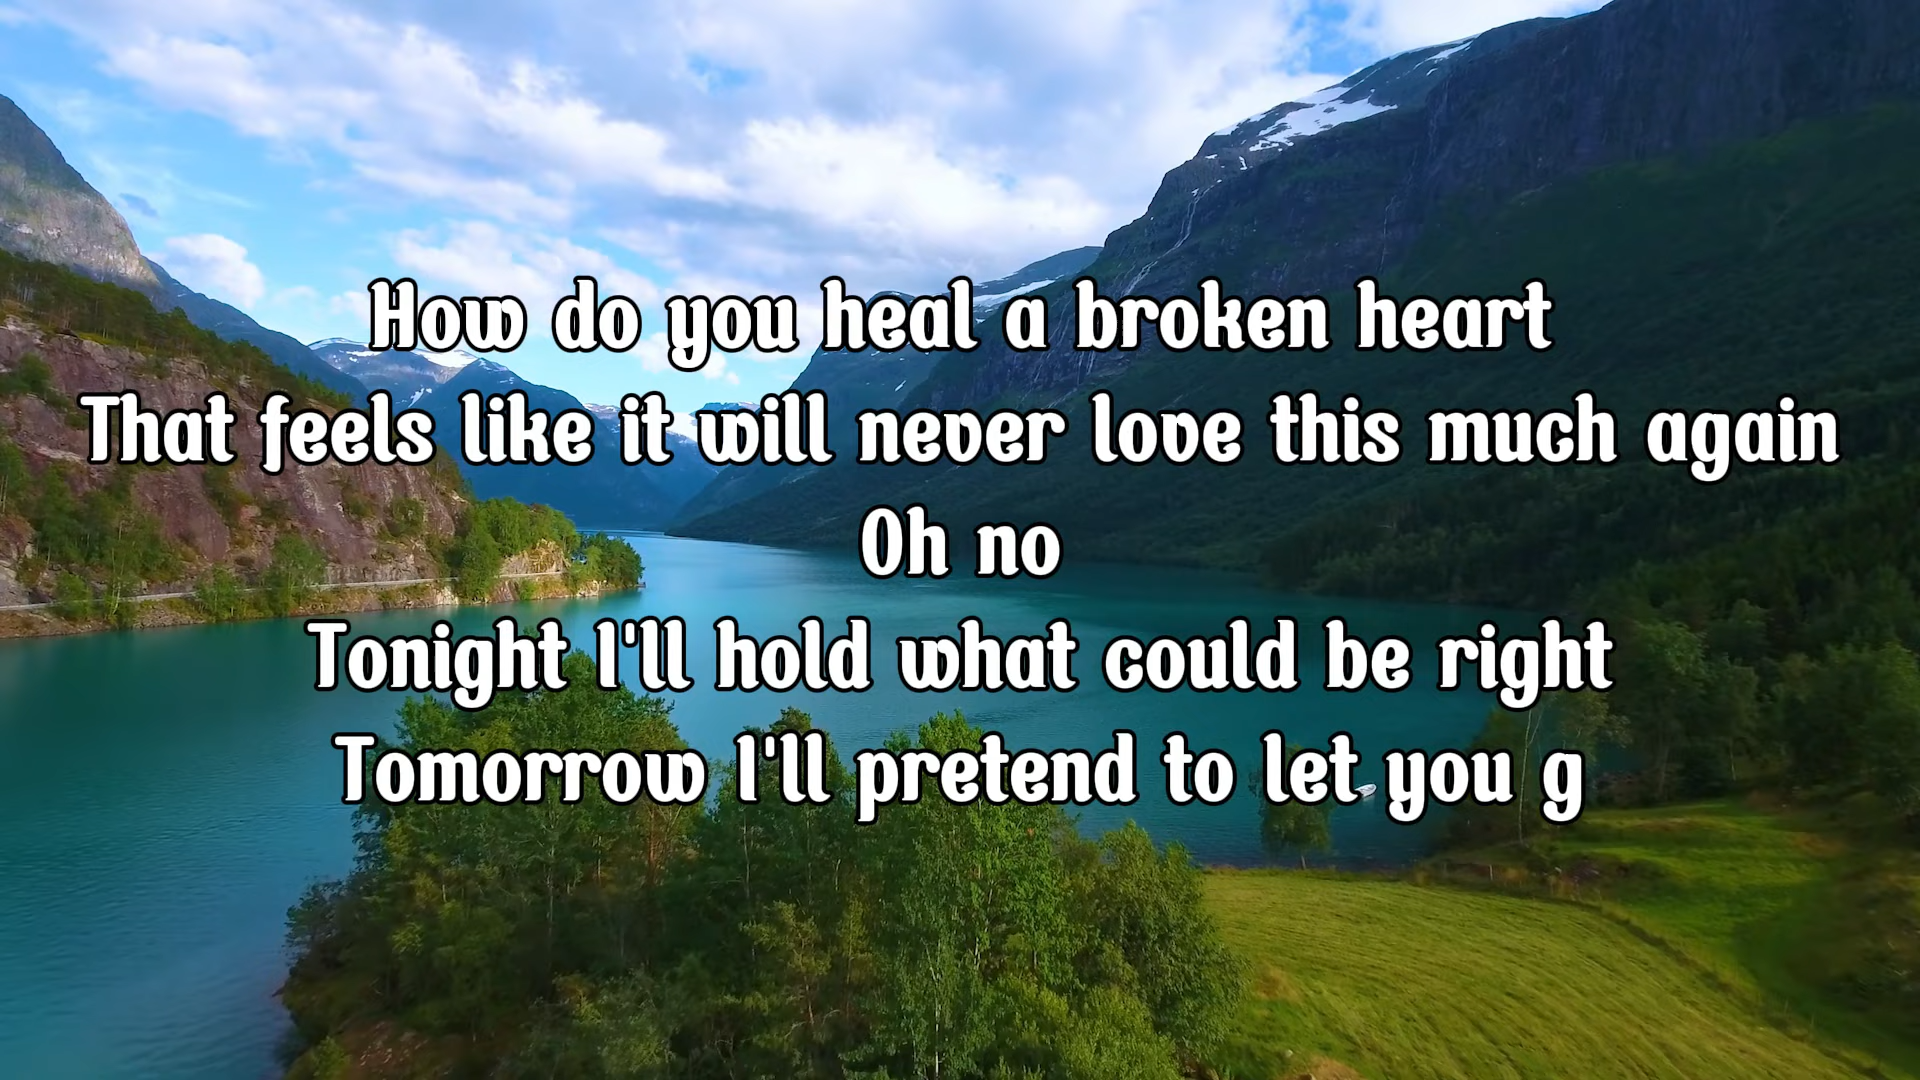 How do you heal a broken heart
That feels like it will never love this much again
Oh no
Tonight I'll hold what could be right
Tomorrow I'll pretend to let you g